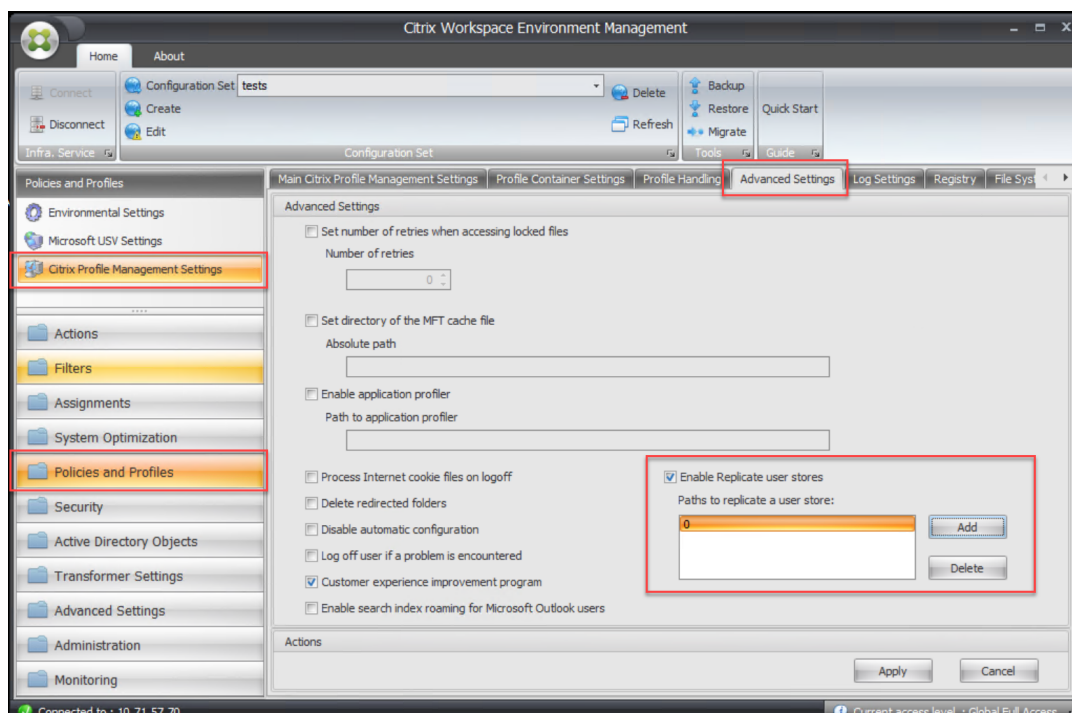 Citrix Workspace Environment Management
Home About
Connect
Disconnect
Infra. Service
Configuration Set tests
Create
Edit
Delete
Refresh
Configuration Set
Backup
Restore
Migrate
Tools
Quick Start
Guide
Policies and Profiles
Environmental Settings
Microsoft USV Settings
Citrix Profile Management Settings
Actions
Filters
Assignments
System Optimization
Policies and Profiles
Security
Active Directory Objects
Transformer Settings
Advanced Settings
Administration
Monitoring
Main Citrix Profile Management Settings Profile Container Settings Profile Handling Advanced Settings Log Settings Registry File Syst
Advanced Settings
Set number of retries when accessing locked files
Number of retries
0
Set directory of the MFT cache file
Absolute path
Enable application profiler
Path to application profiler
Process Internet cookie files on logoff
Delete redirected folders
Disable automatic configuration
Log off user if a problem is encountered
Customer experience improvement program
Enable search index roaming for Microsoft Outlook users
Enable Replicate user stores
Paths to replicate a user store:
0
Add
Delete
Actions
Apply Cancel
Connected to : 10.71.57.70
Current access level : Global Full Access